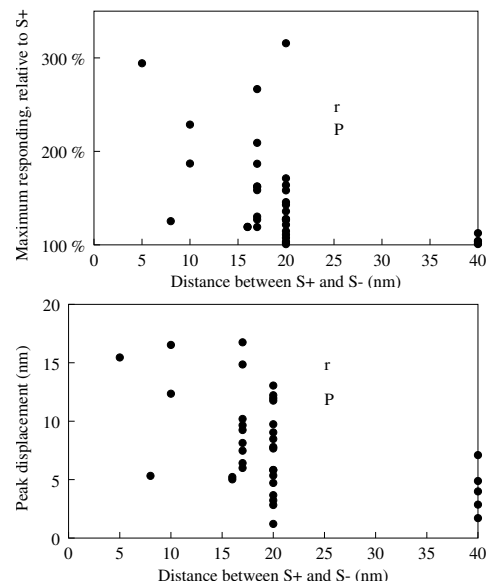 Maximum responding, relative to S+
300 %
200 %
100 %
r
P
0 5 10 15 20 25 30 35 40
Distance between S+ and S- (nm)
Peak displacement (nm)
20
15
10
5
0
r
P
0 5 10 15 20 25 30 35 40
Distance between S+ and S- (nm)